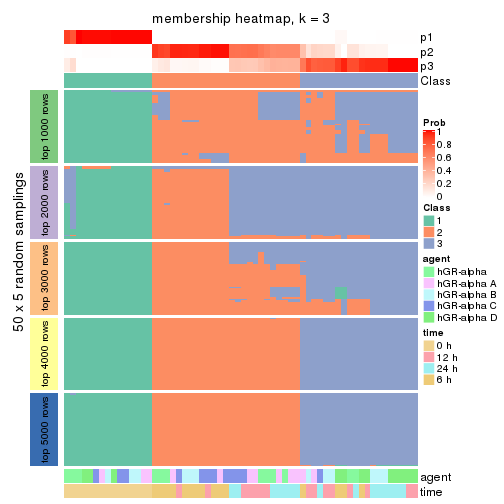 membership heatmap, k = 3
p1
p2
p3
Class
50 x 5 random samplings
top 1000 rows
top 2000 rows
top 3000 rows
top 4000 rows
top 5000 rows
agent
time
Prob
1
0.8
0.6
0.4
0.2
0
Class
1
2
3
agent
hGR-alpha
hGR-alpha A
hGR-alpha B
hGR-alpha C
hGR-alpha D
time
0 h
12 h
24 h
6 h